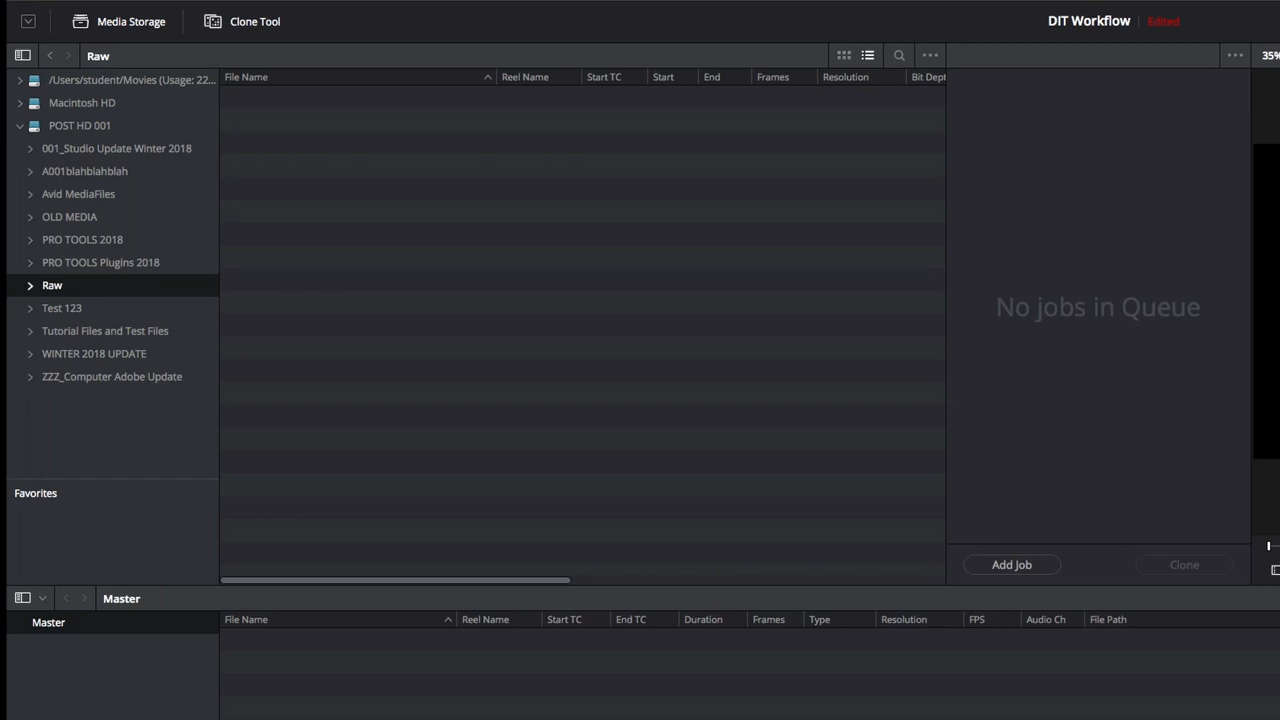 Media Storage Clone Tool DIT Workflow Edited
Raw 35%
/Users/student/Movies (Usage: 22... File Name Reel Name Start TC Start End Frames Resolution Bit Dept
Macintosh HD
POST HD 001
001_Studio Update Winter 2018
A001blahblahblah
Avid MediaFiles
OLD MEDIA
PRO TOOLS 2018
PRO TOOLS Plugins 2018
Raw
Test 123
Tutorial Files and Test Files
WINTER 2018 UPDATE
ZZZ_Computer Adobe Update
No jobs in Queue
Favorites
Add Job Clone
Master
Master File Name Reel Name Start TC End TC Duration Frames Type Resolution FPS Audio Ch File Path